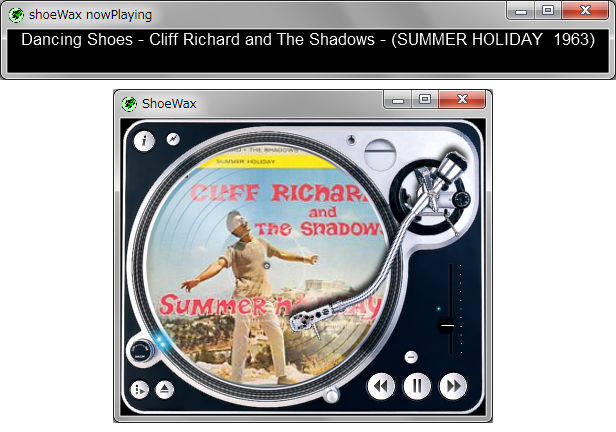 shoeWax nowPlaying
Dancing Shoes - Cliff Richard and The Shadows - (SUMMER HOLIDAY 1963)
ShoeWax
THE SHADOWS
SUMMER HOLIDAY
CLIFF RICHARD
and
THE SHADOWS
SUMMER HOLIDAY